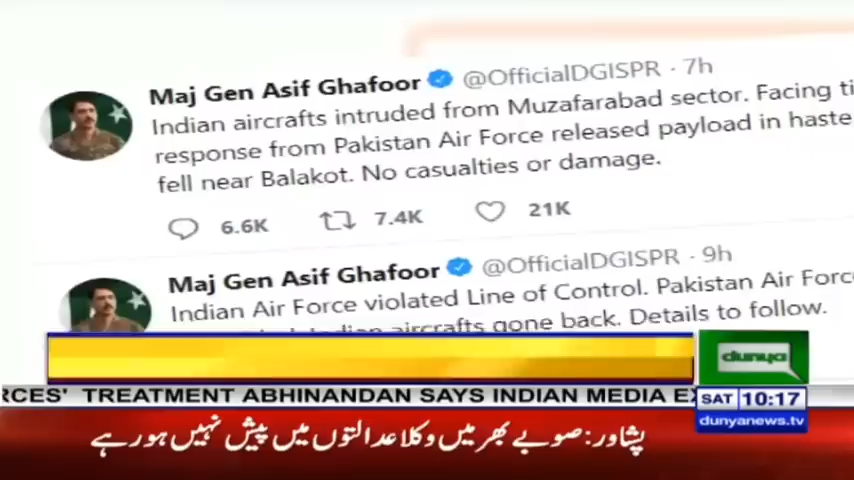 Maj Gen Asif Ghafoor @OfficialDGISPR · 7h
Indian aircrafts intruded from Muzafarabad sector. Facing
response from Pakistan Air Force released payload in haste
fell near Balakot. No casualties or damage.
6.6K 7.4K 21K
Maj Gen Asif Ghafoor @OfficialDGISPR · 9h
Indian Air Force violated Line of Control. Pakistan Air Force
Indian aircrafts gone back. Details to follow.
dunya
TREATMENT ABHINANDAN SAYS INDIAN MEDIA
SAT 10:17
dunyanews.tv
پشاور: صوبے بھر میں وکلا عدالتوں میں پیش نہیں ہو رہے